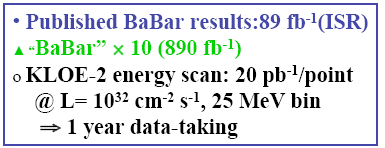 • Published BaBar results:89 fb⁻¹(ISR)
▲ “BaBar” × 10 (890 fb⁻¹)
o KLOE-2 energy scan: 20 pb⁻¹/point
@ L= 10³² cm⁻² s⁻¹, 25 MeV bin
⇒ 1 year data-taking